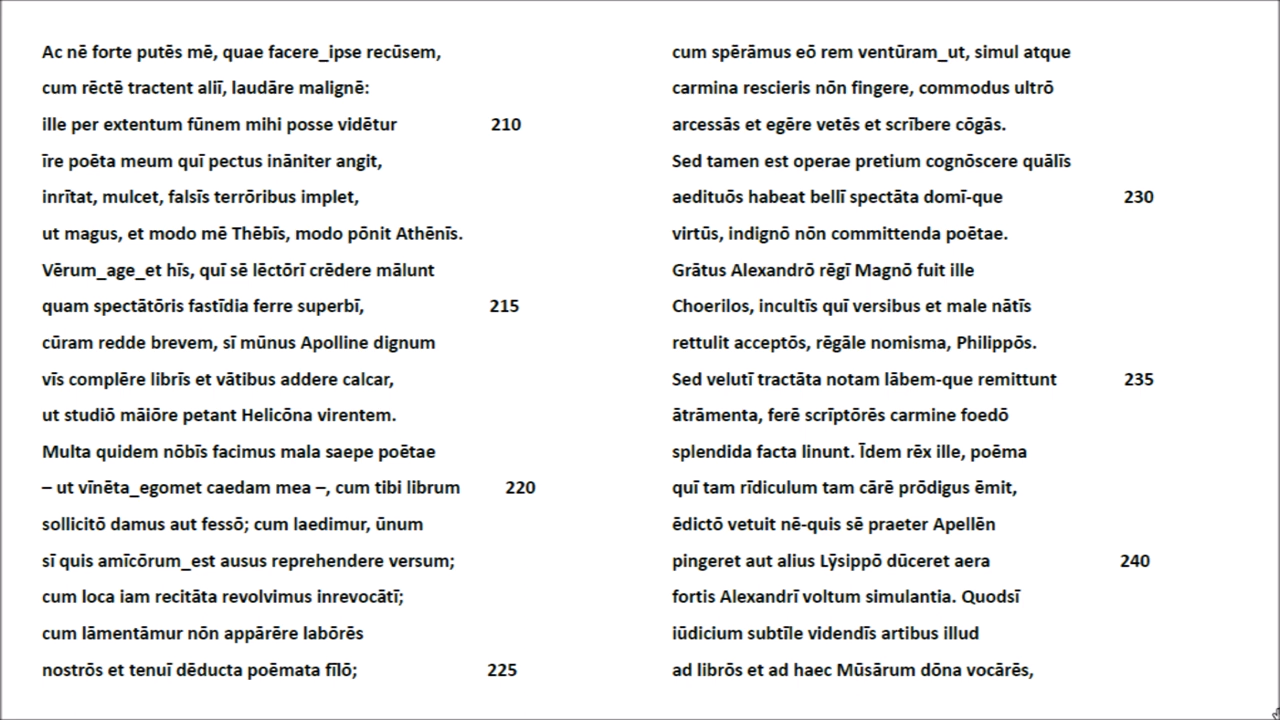 Ac nē forte putēs mē, quae facere_ipse recūsem,
cum rēctē tractent aliī, laudāre malignē:
ille per extentum fūnem mihi posse vidētur 210
īre poēta meum quī pectus ināniter angit,
inrītat, mulcet, falsīs terrōribus implet,
ut magus, et modo mē Thēbīs, modo pōnit Athēnīs.
Vērum_age_et hīs, quī sē lēctōrī crēdere mālunt
quam spectātōris fastīdia ferre superbī, 215
cūram redde brevem, sī mūnus Apolline dignum
vīs complēre librīs et vātibus addere calcar,
ut studiō māiōre petant Helicōna virentem.
Multa quidem nōbīs facimus mala saepe poētae
– ut vīnēta_egomet caedam mea –, cum tibi librum 220
sollicitō damus aut fessō; cum laedimur, ūnum
sī quis amīcōrum_est ausus reprehendere versum;
cum loca iam recitāta revolvimus inrevocātī;
cum lāmentāmur nōn appārēre labōrēs
nostrōs et tenuī dēducta poēmata fīlō; 225
cum spērāmus eō rem ventūram_ut, simul atque
carmina rescieris nōn fingere, commodus ultrō
arcessās et egēre vetēs et scrībere cōgās.
Sed tamen est operae pretium cognōscere quālīs
aedituōs habeat bellī spectāta domī-que 230
virtūs, indignō nōn committenda poētae.
Grātus Alexandrō rēgī Magnō fuit ille
Choerilos, incultīs quī versibus et male nātīs
rettulit acceptōs, rēgāle nomisma, Philippōs.
Sed velutī tractāta notam lābem-que remittunt 235
ātrāmenta, ferē scrīptōrēs carmine foedō
splendida facta linunt. Īdem rēx ille, poēma
quī tam rīdiculum tam cārē prōdigus ēmit,
ēdictō vetuit nē-quis sē praeter Apellēn
pingeret aut alius Lȳsippō dūceret aera 240
fortis Alexandrī voltum simulantia. Quodsī
iūdicium subtīle videndīs artibus illud
ad librōs et ad haec Mūsārum dōna vocārēs,